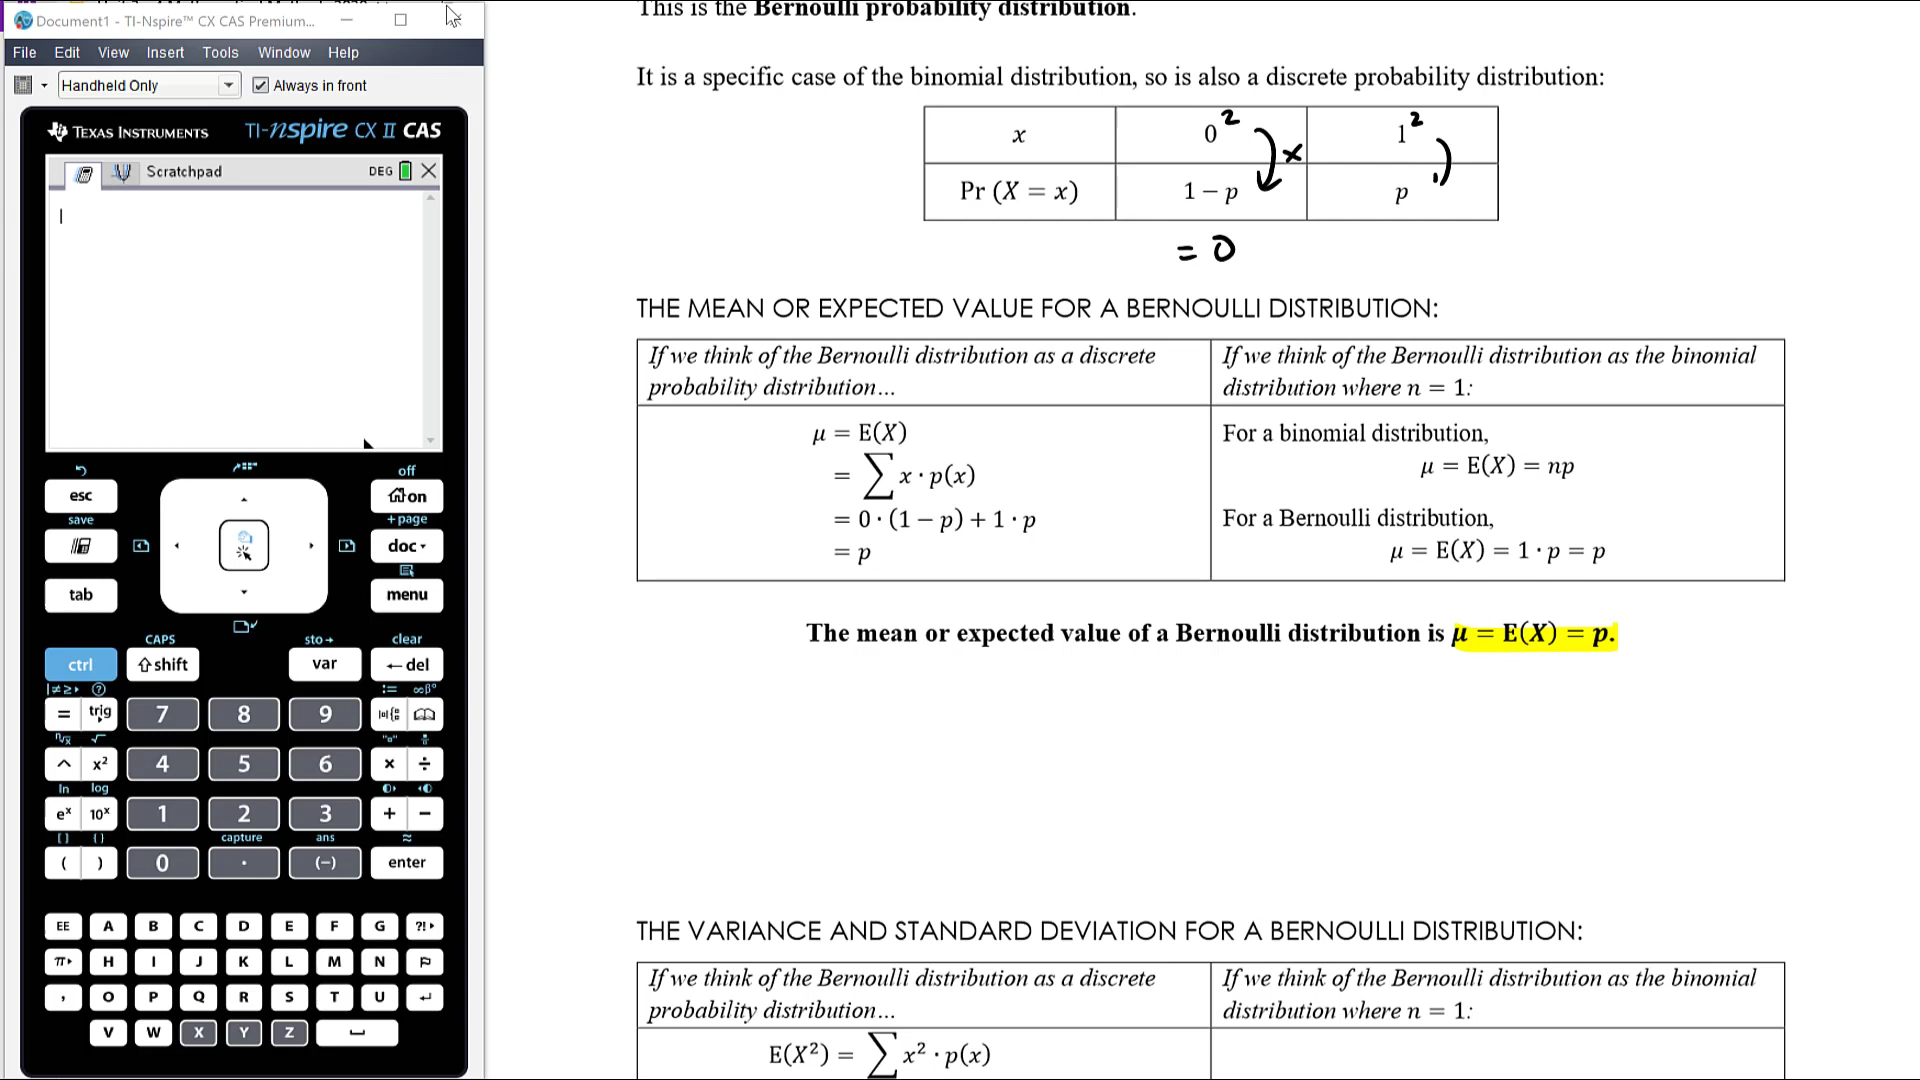 Document1 - TI-Nspire™ CX CAS Premium...
File Edit View Insert Tools Window Help
Handheld Only Always in front
TEXAS INSTRUMENTS TI-nspire CX II CAS
Scratchpad DEG
off
esc on
save +page
doc
tab menu
CAPS sto→ clear
ctrl ⇧shift var ←del
|≠≥▸ ? := ∞β°
= trig 7 8 9
ⁿ√x √
^ x² 4 5 6 × ÷
ln log
eˣ 10ˣ 1 2 3 + −
[ ] { } capture ans ≈
( ) 0 . (−) enter
EE A B C D E F G ?!▸
π▸ H I J K L M N
, O P Q R S T U
V W X Y Z
This is the Bernoulli probability distribution.
It is a specific case of the binomial distribution, so is also a discrete probability distribution:
x 0² × 1²
Pr (X = x) 1 − p p
= 0
THE MEAN OR EXPECTED VALUE FOR A BERNOULLI DISTRIBUTION:
If we think of the Bernoulli distribution as a discrete
probability distribution…
μ = E(X)
= ∑ x · p(x)
= 0 · (1 − p) + 1 · p
= p
If we think of the Bernoulli distribution as the binomial
distribution where n = 1:
For a binomial distribution,
μ = E(X) = np
For a Bernoulli distribution,
μ = E(X) = 1 · p = p
The mean or expected value of a Bernoulli distribution is μ = E(X) = p.
THE VARIANCE AND STANDARD DEVIATION FOR A BERNOULLI DISTRIBUTION:
If we think of the Bernoulli distribution as a discrete
probability distribution…
E(X²) = ∑ x² · p(x)
If we think of the Bernoulli distribution as the binomial
distribution where n = 1: